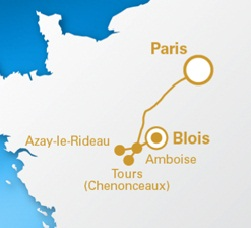 Paris
Azay-le-Rideau
Blois
Amboise
Tours
(Chenonceaux)